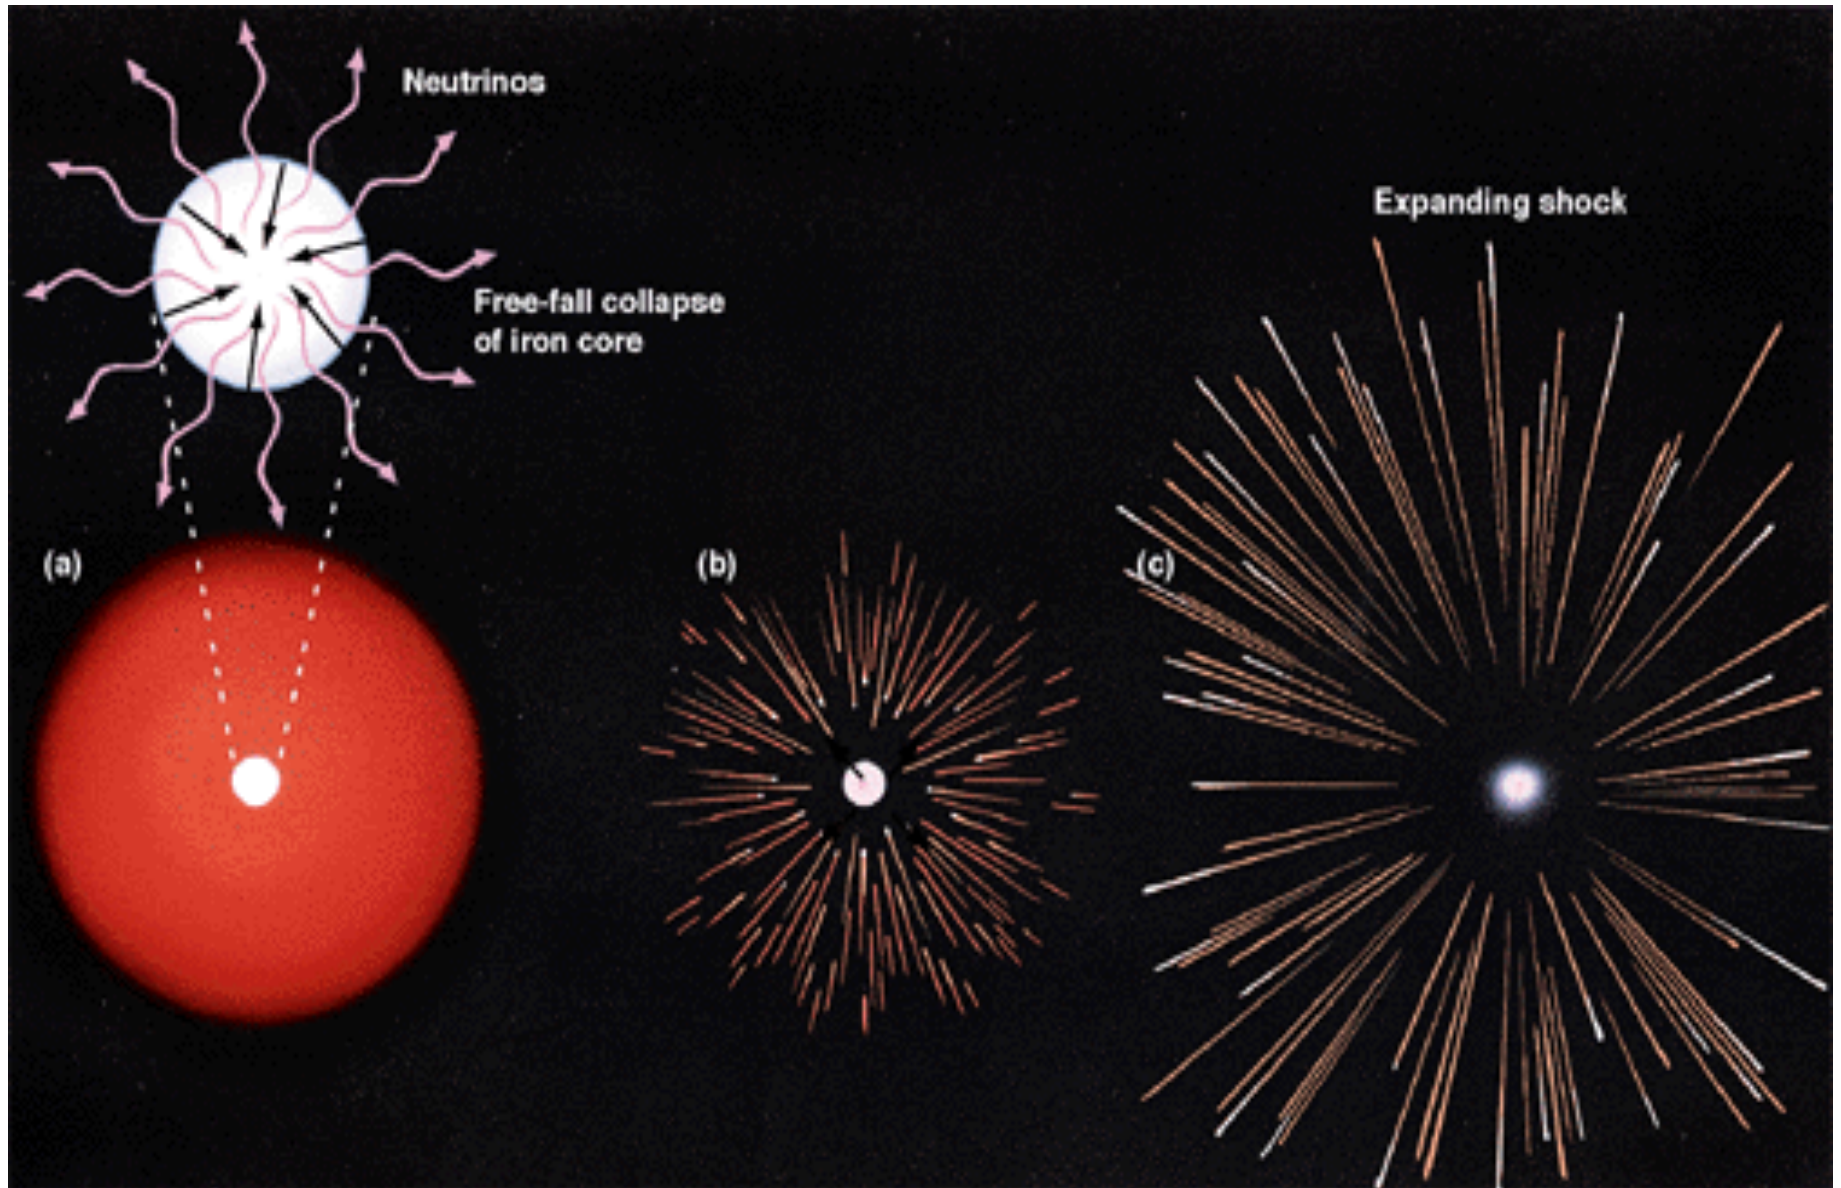 Neutrinos
Expanding shock
Free-fall collapse
of iron core
(a)
(b)
(c)